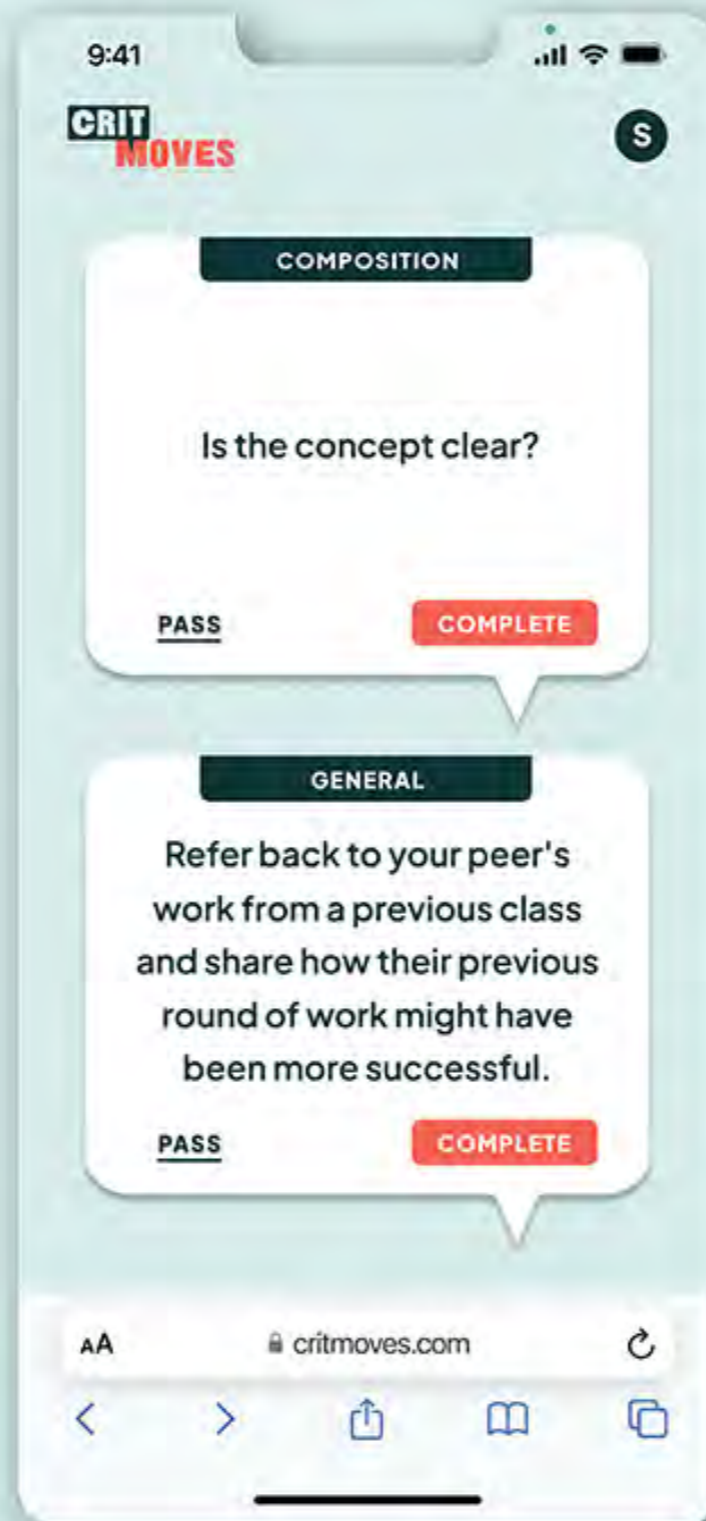 9:41
CRIT
MOVES
S
COMPOSITION
Is the concept clear?
PASS
COMPLETE
GENERAL
Refer back to your peer's
work from a previous class
and share how their previous
round of work might have
been more successful.
PASS
COMPLETE
AA
critmoves.com